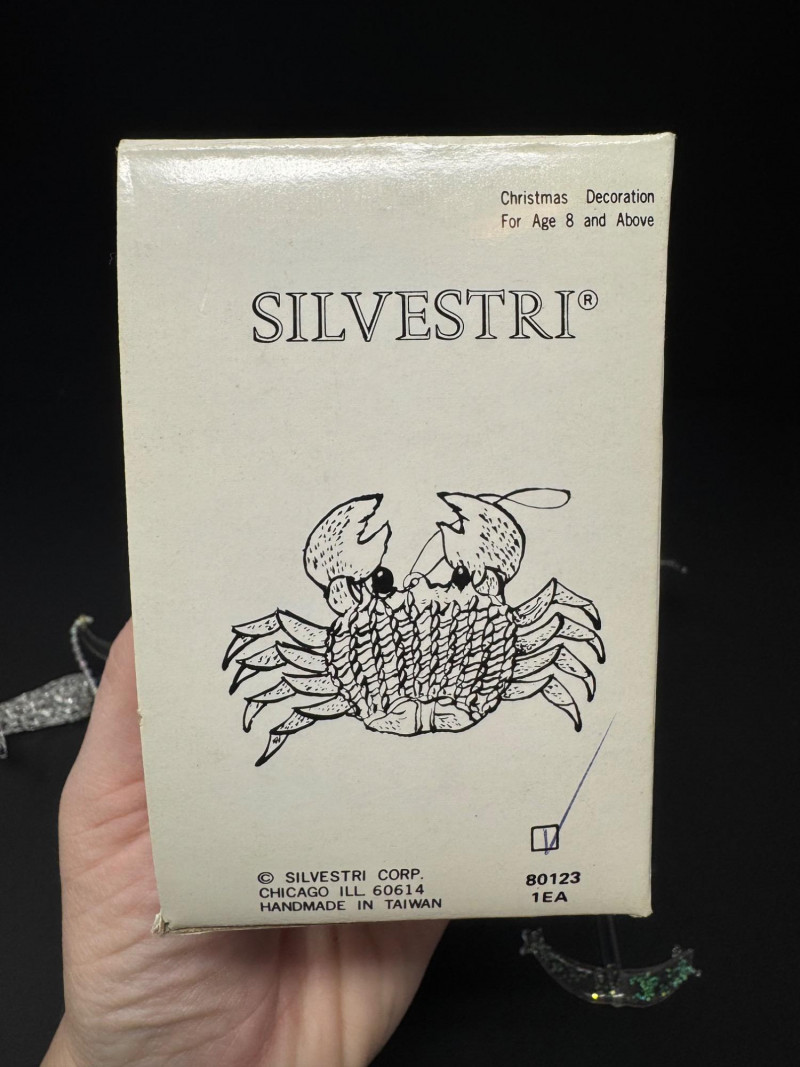 Christmas Decoration
For Age 8 and Above
SILVESTRI®
© SILVESTRI CORP.
CHICAGO ILL. 60614
HANDMADE IN TAIWAN
80123
1EA